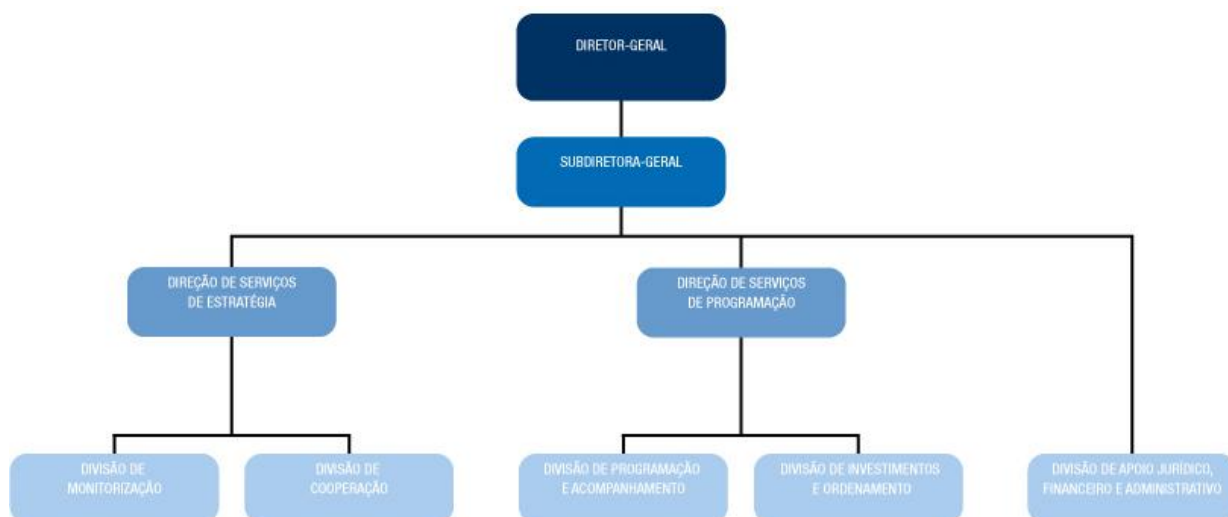 DIRETOR-GERAL
SUBDIRETORA-GERAL
DIREÇÃO DE SERVIÇOS
DE ESTRATÉGIA
DIREÇÃO DE SERVIÇOS
DE PROGRAMAÇÃO
DIVISÃO DE
MONITORIZAÇÃO
DIVISÃO DE
COOPERAÇÃO
DIVISÃO DE PROGRAMAÇÃO
E ACOMPANHAMENTO
DIVISÃO DE INVESTIMENTOS
E ORDENAMENTO
DIVISÃO DE APOIO JURÍDICO,
FINANCEIRO E ADMINISTRATIVO